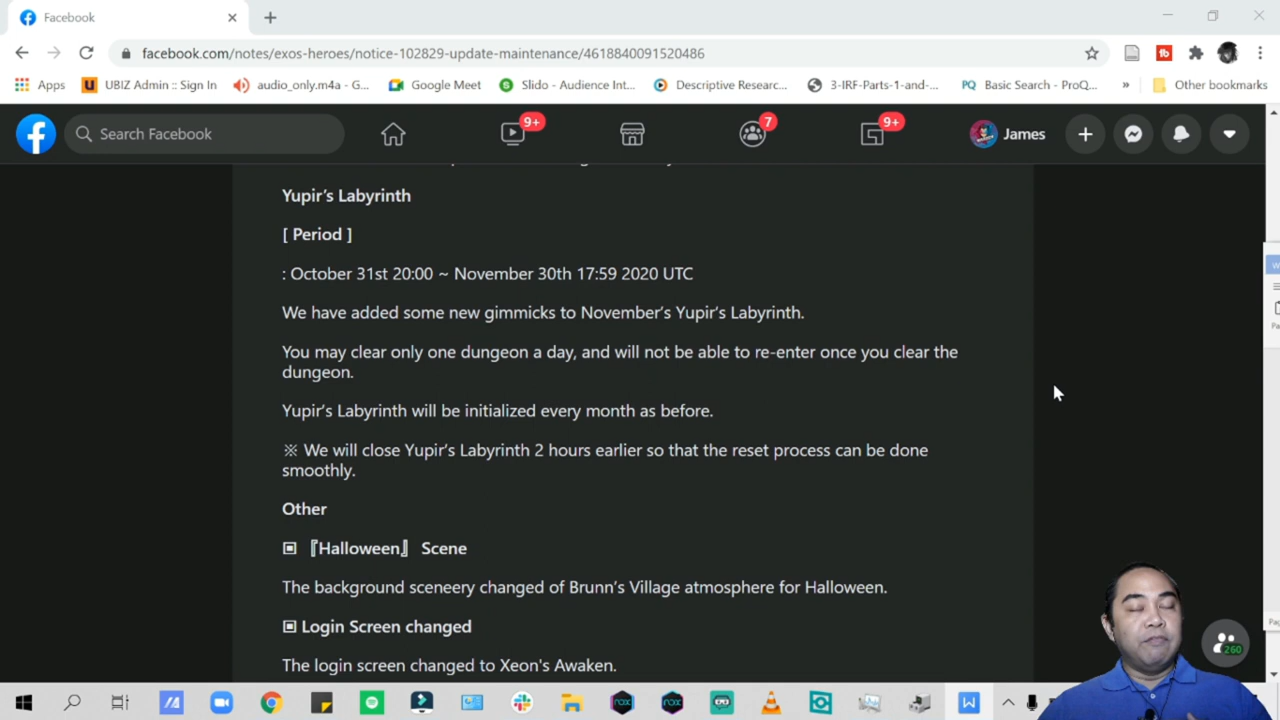 Facebook
facebook.com/notes/exos-heroes/notice-102829-update-maintenance/4618840091520486
Apps UBIZ Admin :: Sign In audio_only.m4a - G... Google Meet Slido - Audience Int... Descriptive Researc... 3-IRF-Parts-1-and-... PQ Basic Search - ProQ... » Other bookmarks
Search Facebook 9+ 7 9+ James
Yupir's Labyrinth
[ Period ]
: October 31st 20:00 ~ November 30th 17:59 2020 UTC
We have added some new gimmicks to November's Yupir's Labyrinth.
You may clear only one dungeon a day, and will not be able to re-enter once you clear the
dungeon.
Yupir's Labyrinth will be initialized every month as before.
※ We will close Yupir's Labyrinth 2 hours earlier so that the reset process can be done
smoothly.
Other
▣ 『Halloween』 Scene
The background sceneery changed of Brunn's Village atmosphere for Halloween.
▣ Login Screen changed
260
The login screen changed to Xeon's Awaken.